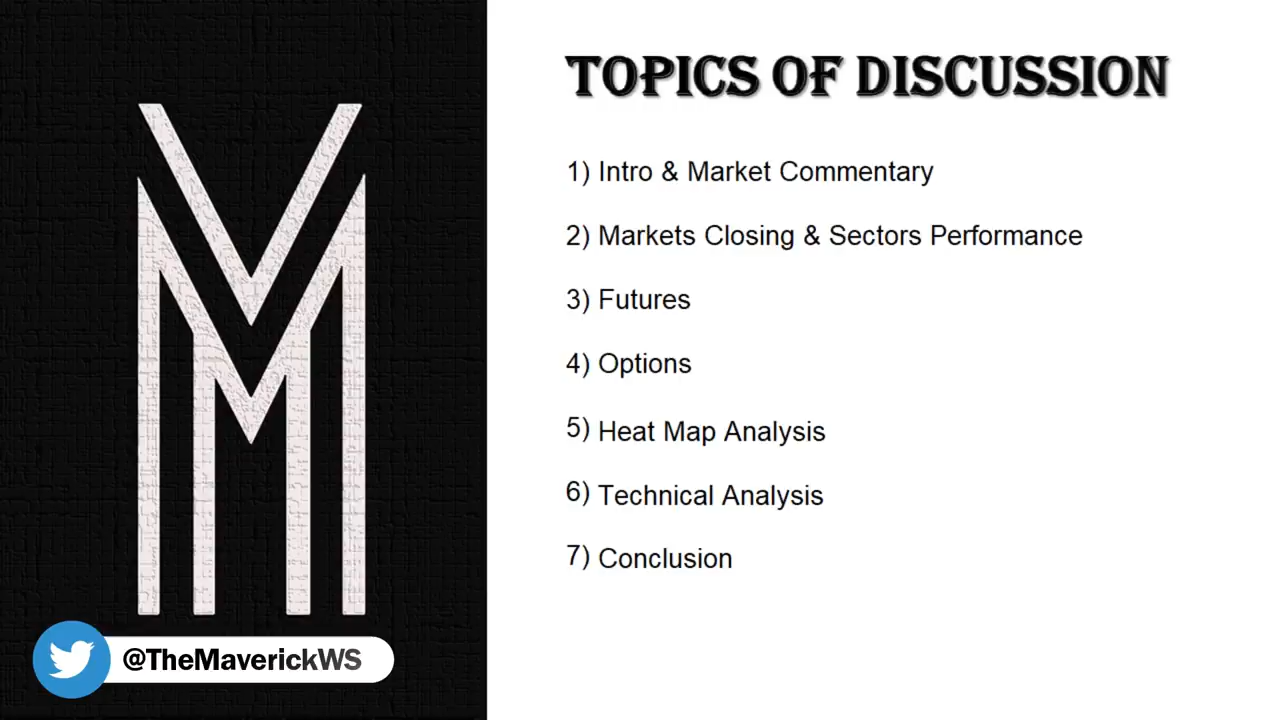 TOPICS OF DISCUSSION
1) Intro & Market Commentary
2) Markets Closing & Sectors Performance
3) Futures
4) Options
5) Heat Map Analysis
6) Technical Analysis
7) Conclusion
@TheMaverickWS